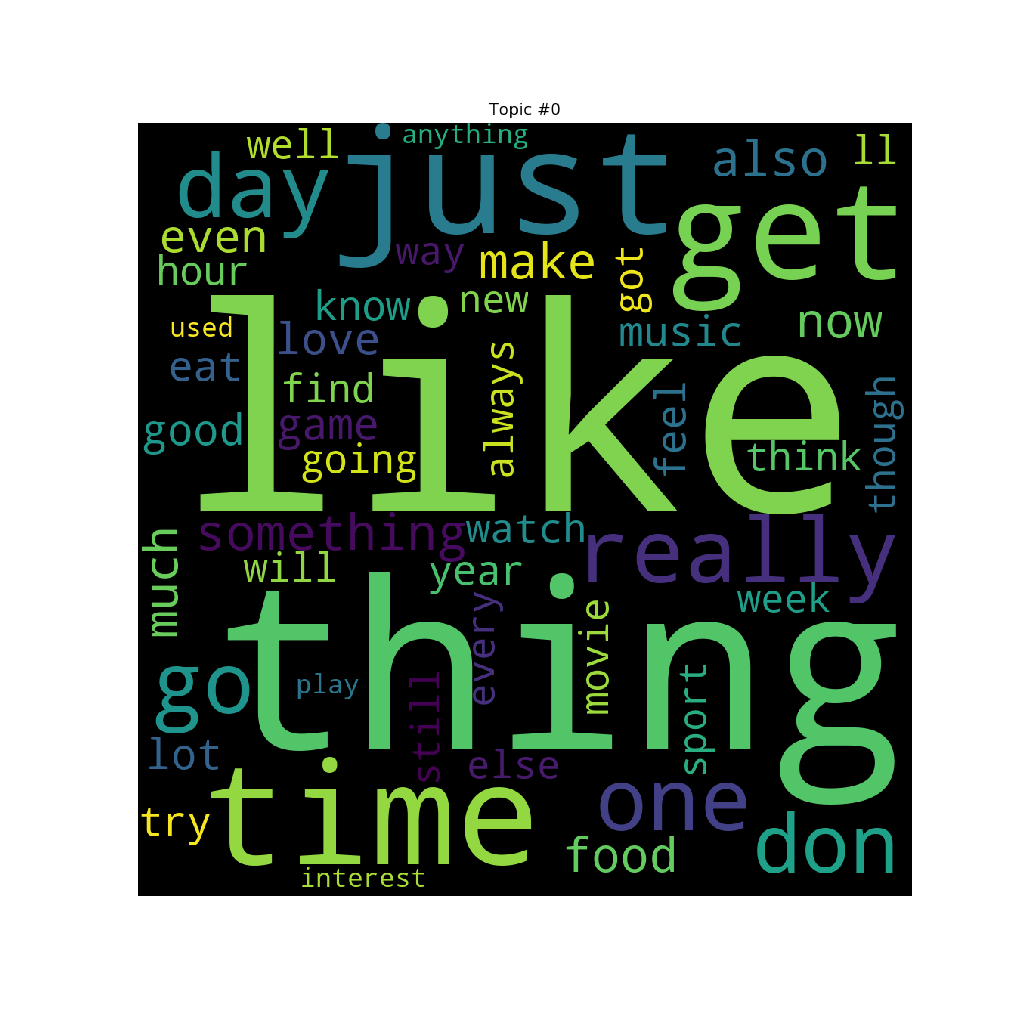 Topic #0
anything
well
just
also
ll
day
get
even
way
make
got
hour
know
new
now
used
love
music
like
eat
find
always
feel
though
good
game
going
think
something
watch
really
much
will
year
week
thing
every
movie
go
play
still
sport
lot
else
time
one
try
food
don
interest